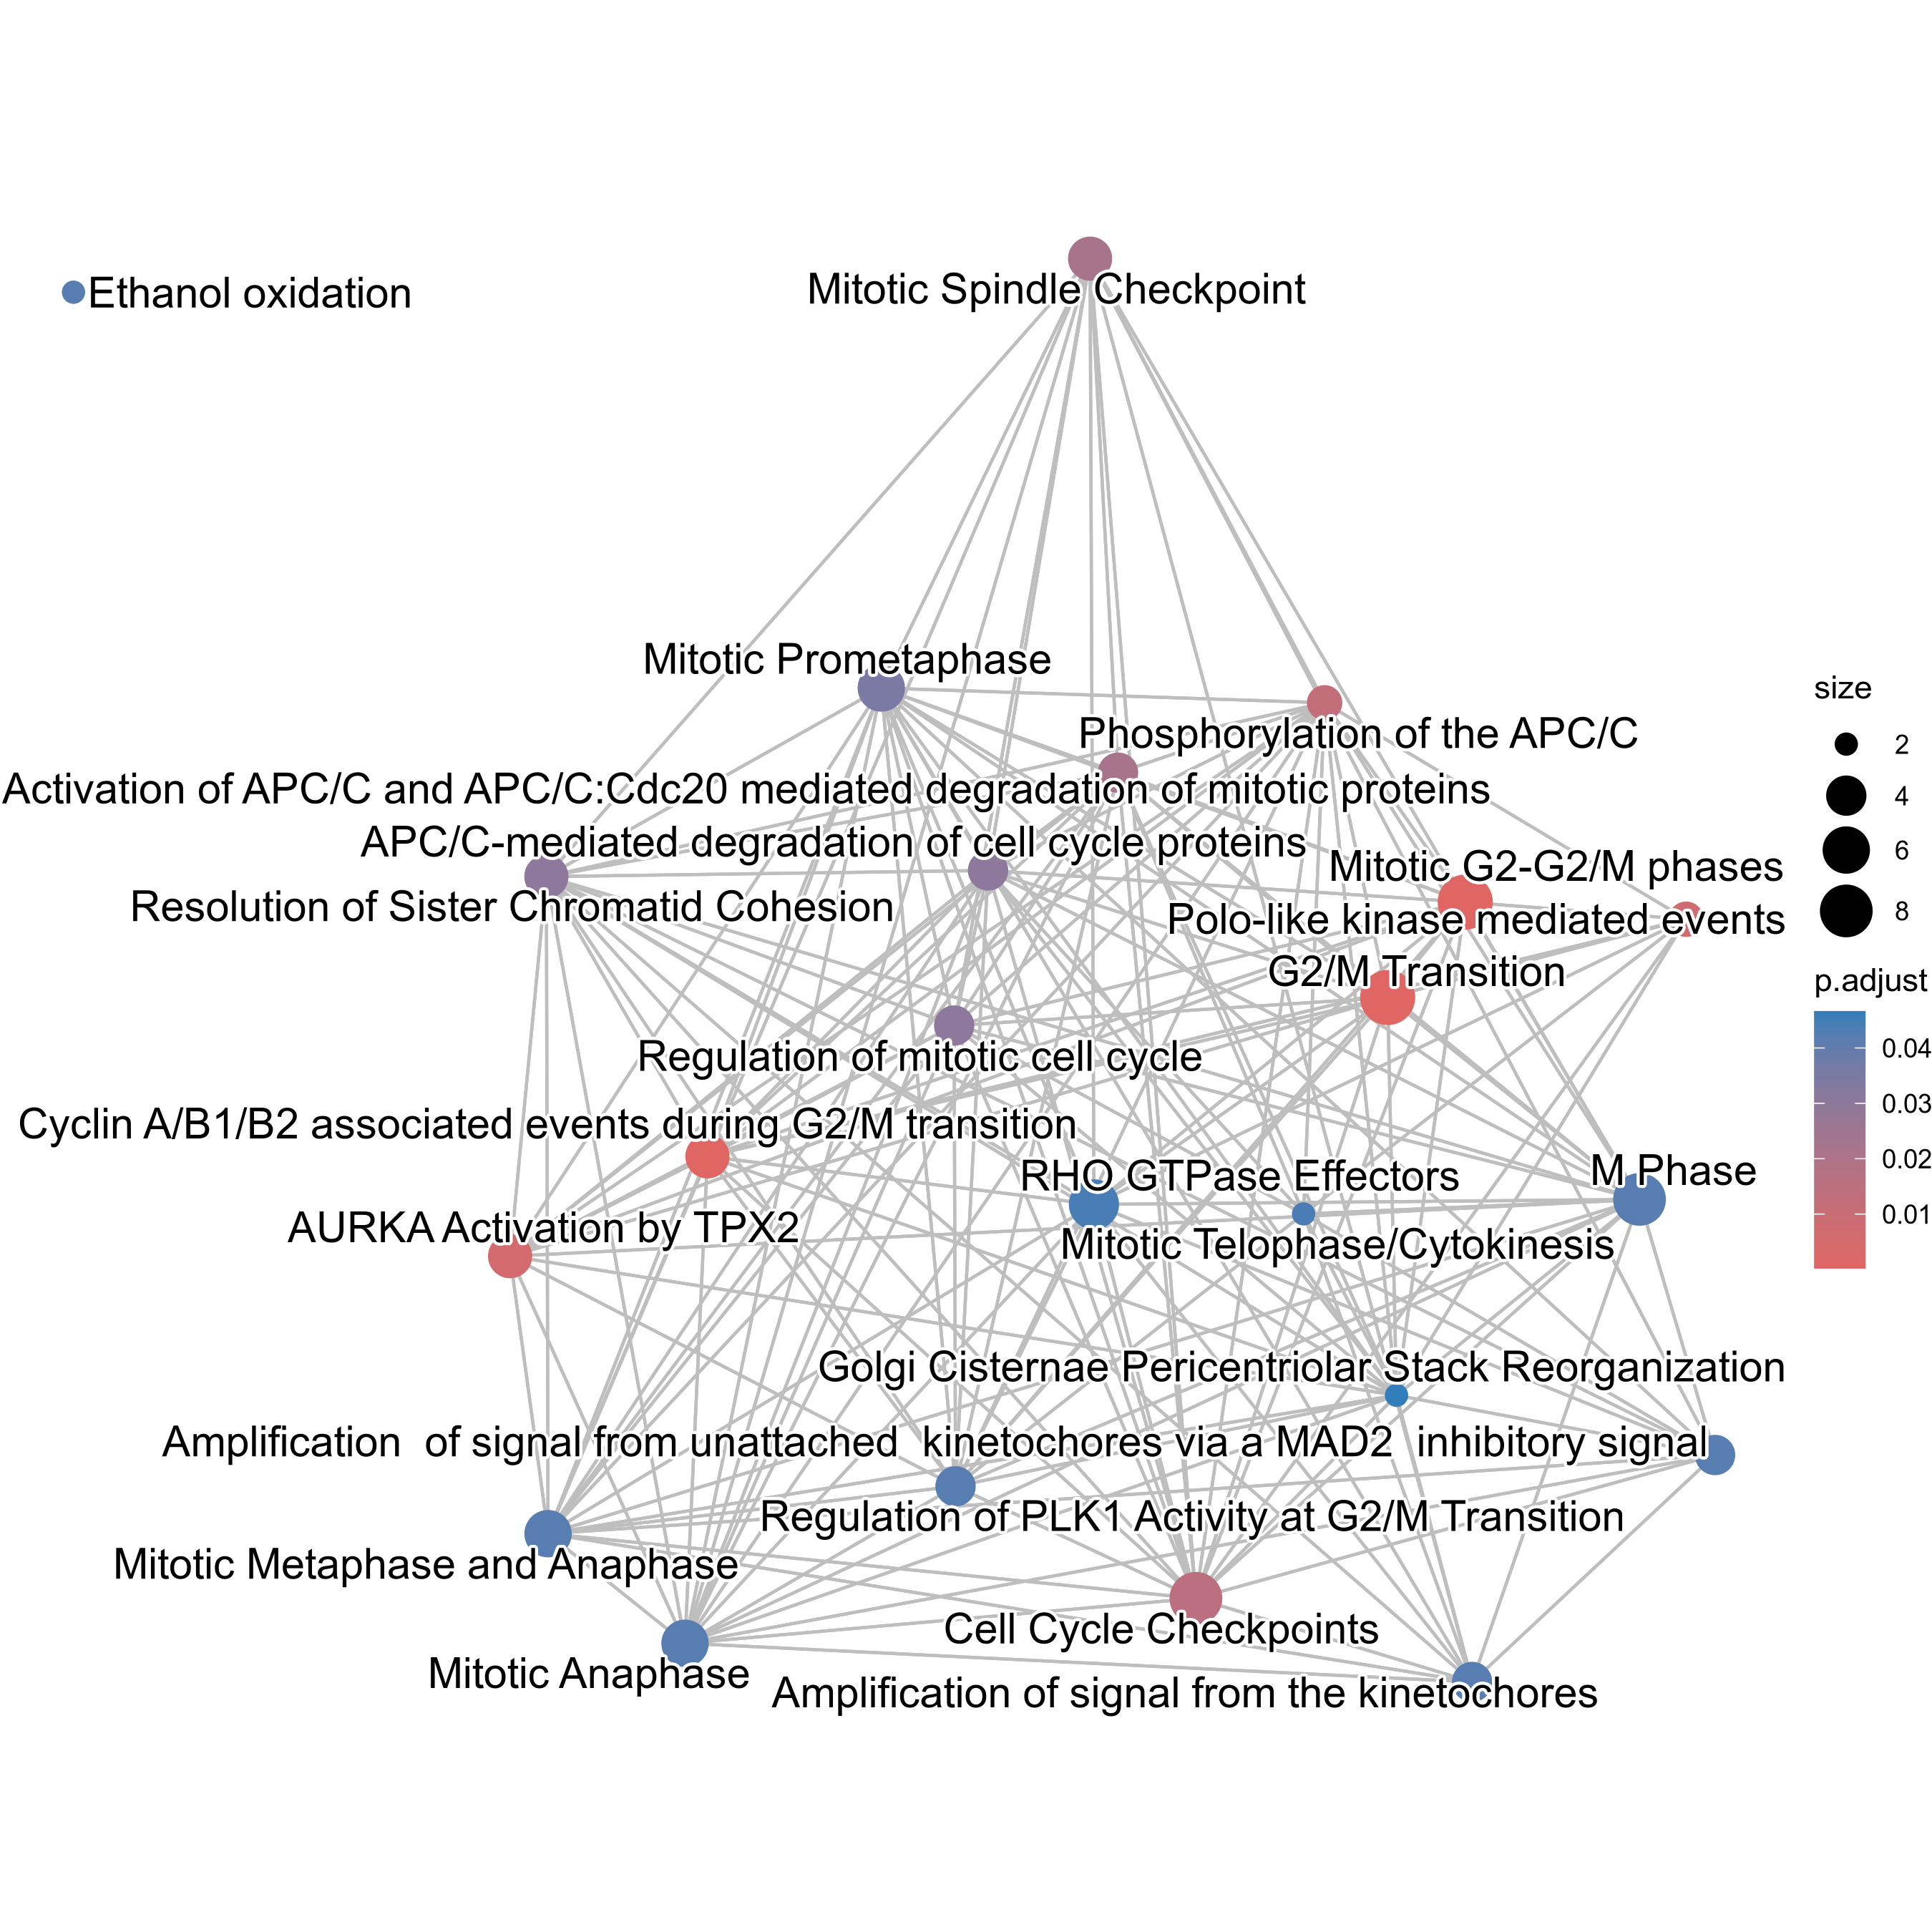 Ethanol oxidation
Mitotic Spindle Checkpoint
Mitotic Prometaphase
Phosphorylation of the APC/C
Activation of APC/C and APC/C:Cdc20 mediated degradation of mitotic proteins
APC/C-mediated degradation of cell cycle proteins
Mitotic G2-G2/M phases
Resolution of Sister Chromatid Cohesion
Polo-like kinase mediated events
G2/M Transition
Regulation of mitotic cell cycle
Cyclin A/B1/B2 associated events during G2/M transition
RHO GTPase Effectors
M Phase
AURKA Activation by TPX2
Mitotic Telophase/Cytokinesis
Golgi Cisternae Pericentriolar Stack Reorganization
Amplification  of signal from unattached  kinetochores via a MAD2  inhibitory signal
Regulation of PLK1 Activity at G2/M Transition
Mitotic Metaphase and Anaphase
Cell Cycle Checkpoints
Mitotic Anaphase
Amplification of signal from the kinetochores
size
2
4
6
8
p.adjust
0.04
0.03
0.02
0.01